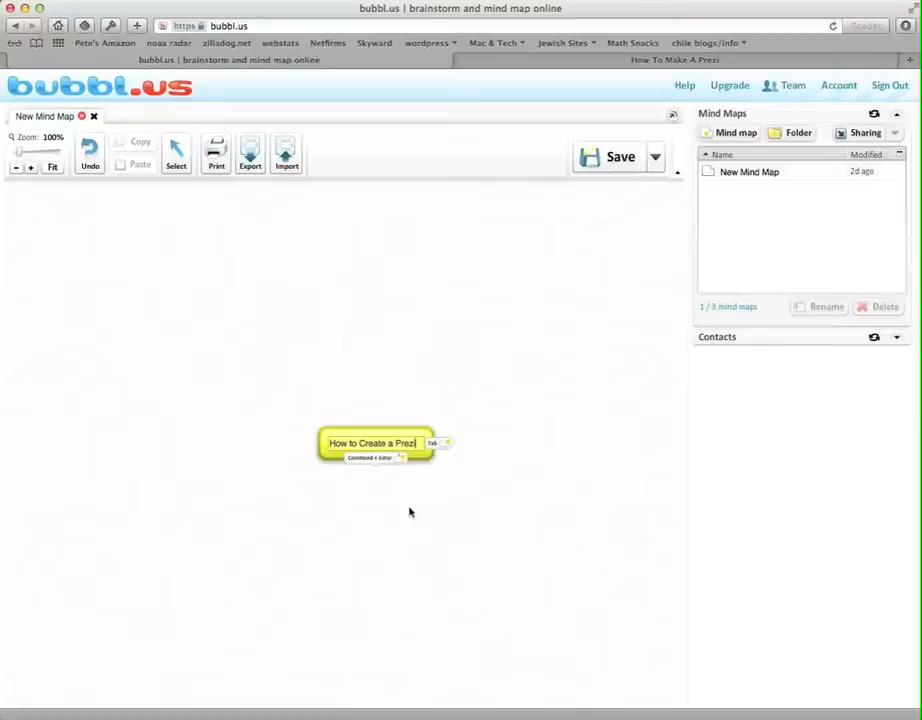 bubbl.us | brainstorm and mind map online
https bubbl.us Reader
Pete's Amazon noaa radar zilladog.net webstats Netfirms Skyward wordpress Mac & Tech Jewish Sites Math Snacks chile blogs/info
bubbl.us | brainstorm and mind map online How To Make A Prezi
bubbl.us Help Upgrade Team Account Sign Out
New Mind Map
Zoom: 100%
Fit
Undo
Copy
Paste
Select
Print
Export
Import
Save
Mind Maps
Mind map Folder Sharing
Name Modified
New Mind Map 2d ago
1 / 3 mind maps Rename Delete
Contacts
How to Create a Prezi Tab
Command + Enter